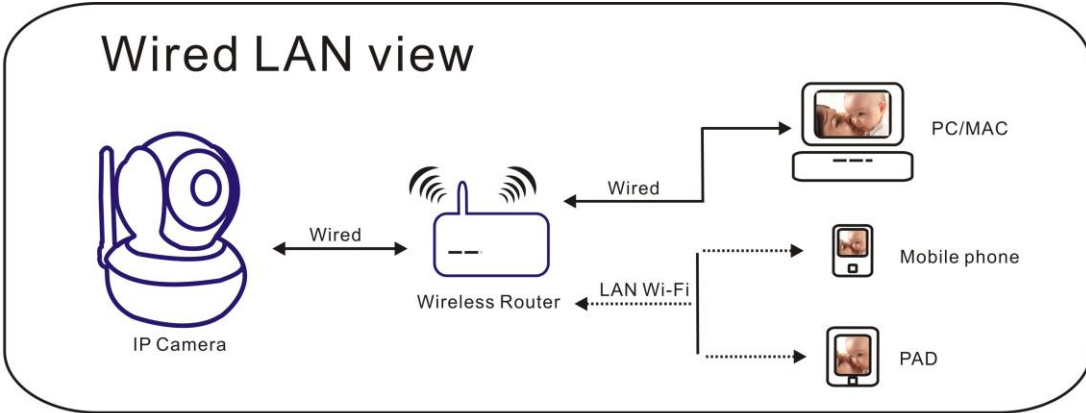 Wired LAN view
PC/MAC
Wired
Wired
Mobile phone
LAN Wi-Fi
Wireless Router
IP Camera
PAD